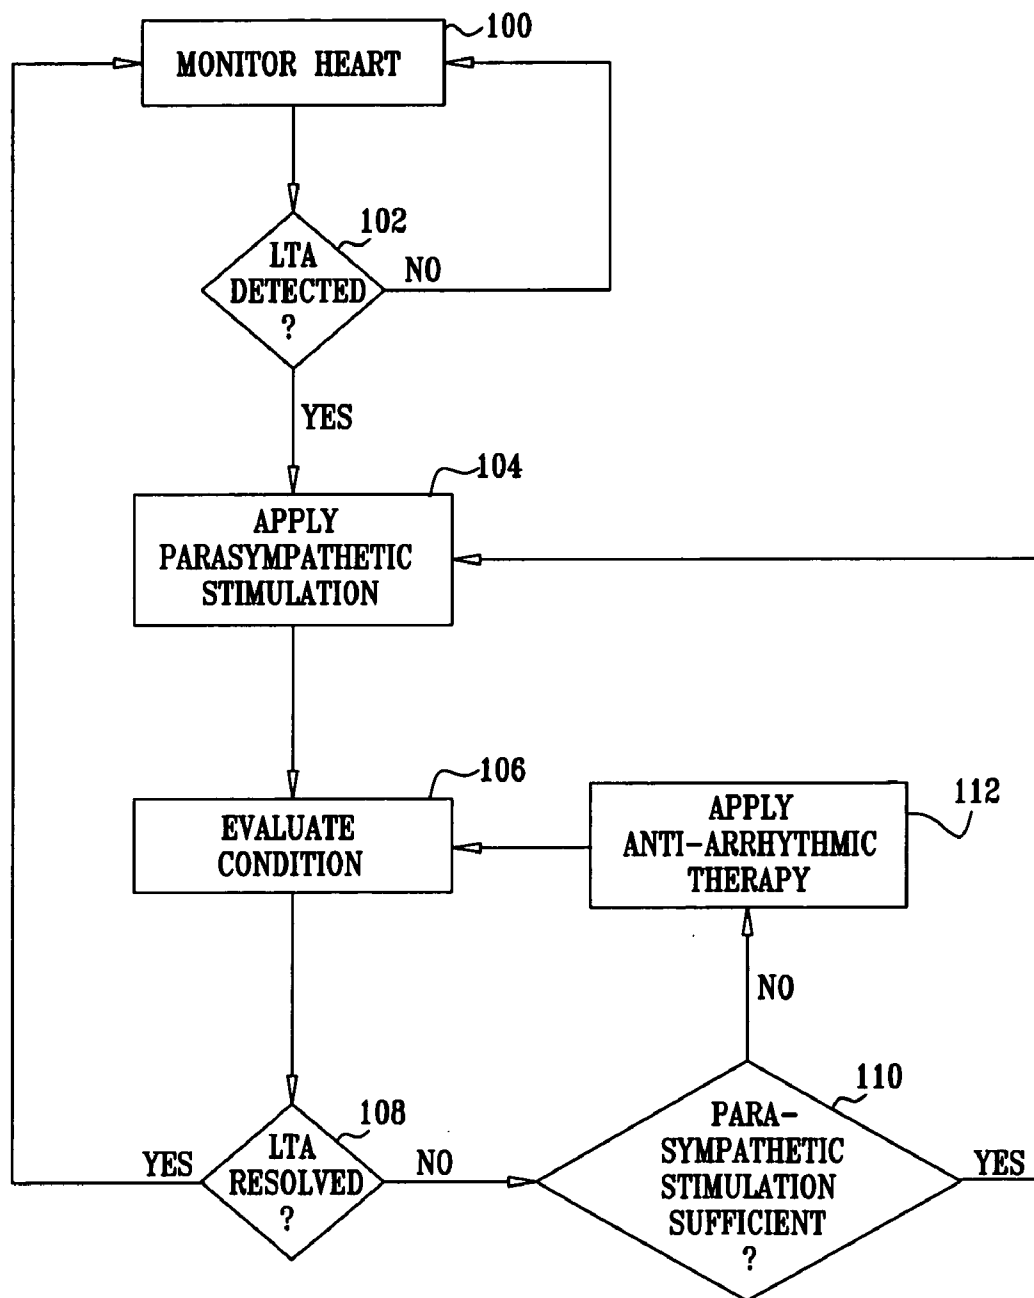 100
MONITOR HEART
102
LTA
DETECTED
?
NO
YES
104
APPLY
PARASYMPATHETIC
STIMULATION
106
EVALUATE
CONDITION
112
APPLY
ANTI-ARRHYTHMIC
THERAPY
NO
108
LTA
RESOLVED
?
YES
NO
110
PARA-
SYMPATHETIC
STIMULATION
SUFFICIENT
?
YES